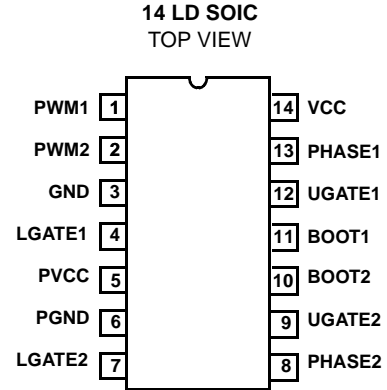 14 LD SOIC
TOP VIEW
PWM1 1 14 VCC
PWM2 2 13 PHASE1
GND 3 12 UGATE1
LGATE1 4 11 BOOT1
PVCC 5 10 BOOT2
PGND 6 9 UGATE2
LGATE2 7 8 PHASE2